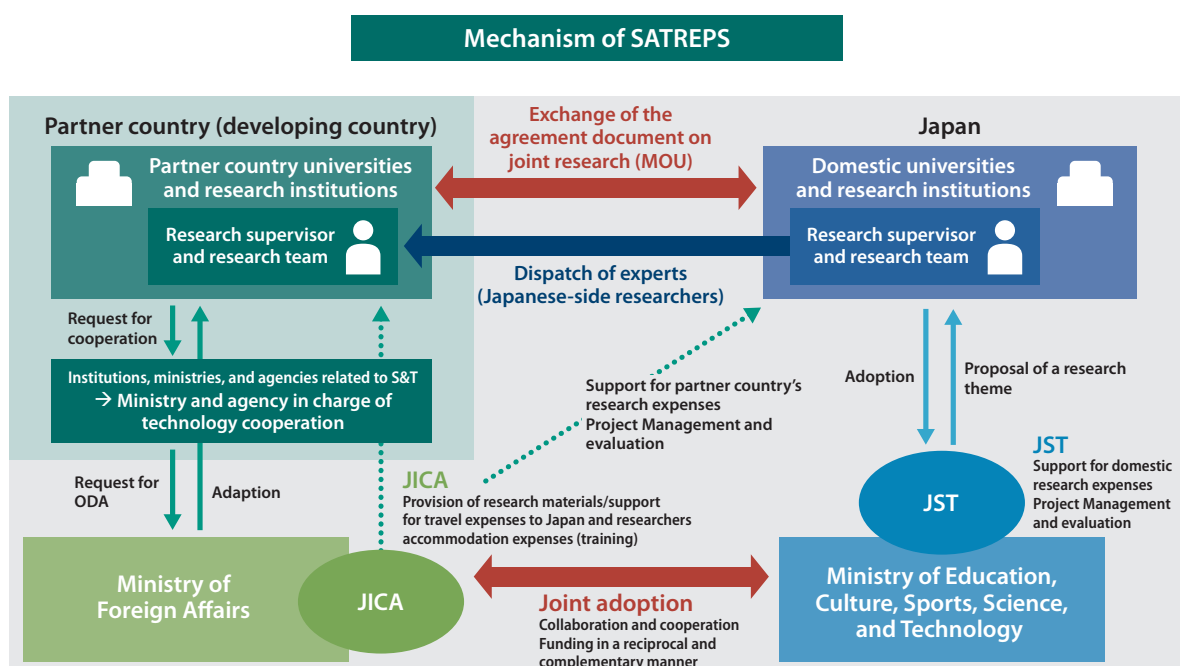 Mechanism of SATREPS
Partner country (developing country)
Partner country universities
and research institutions
Research supervisor
and research team
Exchange of the
agreement document on
joint research (MOU)
Japan
Domestic universities
and research institutions
Research supervisor
and research team
Dispatch of experts
(Japanese-side researchers)
Request for
cooperation
Institutions, ministries, and agencies related to S&T
→ Ministry and agency in charge of
technology cooperation
Support for partner country's
research expenses
Project Management and
evaluation
Adoption
Proposal of a research
theme
Request for
ODA
Adaption
JICA
Provision of research materials/support
for travel expenses to Japan and researchers
accommodation expenses (training)
JST
JST
Support for domestic
research expenses
Project Management
and evaluation
Ministry of
Foreign Affairs
JICA
Joint adoption
Collaboration and cooperation
Funding in a reciprocal and
complementary manner
Ministry of Education,
Culture, Sports, Science,
and Technology